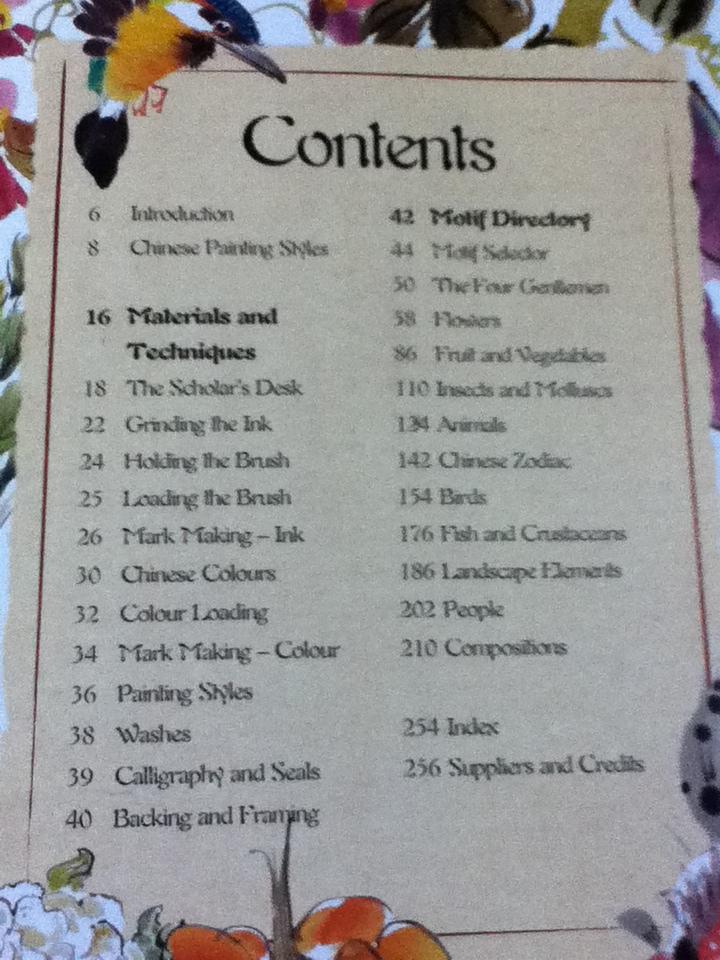 Contents
6 Introduction
8 Chinese Painting Styles
16 Materials and
Techniques
18 The Scholar's Desk
22 Grinding the Ink
24 Holding the Brush
25 Loading the Brush
26 Mark Making – Ink
30 Chinese Colours
32 Colour Loading
34 Mark Making – Colour
36 Painting Styles
38 Washes
39 Calligraphy and Seals
40 Backing and Framing
42 Motif Directory
44 Motif Selector
50 The Four Gentlemen
58 Flowers
86 Fruit and Vegetables
110 Insects and Molluscs
124 Animals
142 Chinese Zodiac
154 Birds
176 Fish and Crustaceans
186 Landscape Elements
202 People
210 Compositions
254 Index
256 Suppliers and Credits